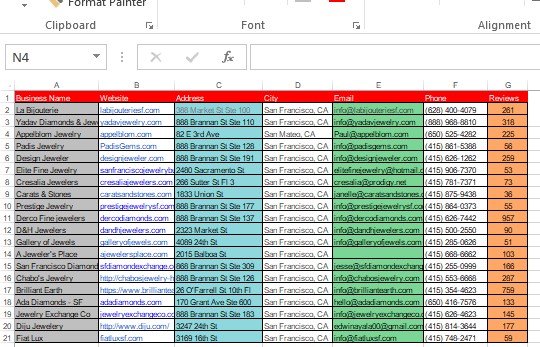 Format Painter
Clipboard Font Alignment
N4 fx
A B C D E F G
1 Business Name Website Address City Email Phone Reviews
2 La Bijouterie labijouteriesf.com 388 Market St Ste 100 San Francisco, CA info@labijouteriesf.com (628) 400-4079 261
3 Yadav Diamonds & Jew yadavjewelry.com 888 Brannan St Ste 110 San Francisco, CA info@yadavjewelry.com (888) 968-8810 318
4 Appelblom Jewelry appelblom.com 82 E 3rd Ave San Mateo, CA Paul@appelblom.com (650) 525-4282 225
5 Padis Jewelry PadisGems.com 888 Brannan St Ste 128 San Francisco, CA info@padisgems.com (415) 861-5388 56
6 Design Jeweler designjeweler.com 888 Brannan St Ste 191 San Francisco, CA info@designjeweler.com (415) 626-1262 259
7 Elite Fine Jewelry sanfranciscojewelrybu 2480 Sacramento St San Francisco, CA elitefinejewelry@hotmail.c (415) 906-7370 53
8 Cresalia Jewelers cresaliajewelers.com 266 Sutter St Fl 3 San Francisco, CA cresalia@prodigy.net (415) 781-7371 73
9 Carats & Stones caratsandstones.com 1833 Union St San Francisco, CA janelle@caratsandstones. (415) 875-9438 36
10 Prestige Jewelry prestigejewelrysf.com 888 Brannan St Ste 177 San Francisco, CA info@prestigejewelrysf.com (415) 864-0373 55
11 Derco Fine jewelers dercodiamonds.com 888 Brannan St Ste 137 San Francisco, CA info@dercodiamonds.com (415) 626-7442 957
12 D&H Jewelers dandhjewelers.com 2323 Market St San Francisco, CA info@dandhjewelers.com (415) 500-2550 90
13 Gallery of Jewels galleryofjewels.com 4089 24th St San Francisco, CA info@galleryofjewels.com (415) 285-0626 51
14 A Jeweler's Place ajewelersplace.com 2015 Balboa St San Francisco, CA (415) 668-6662 103
15 San Francisco Diamond sfdiamondexchange.co 888 Brannan St Ste 309 San Francisco, CA jesse@sfdiamondexchang. (415) 255-0999 166
16 Chabo's Jewelry http://chabosjewelry-h 888 Brannan St Ste 126 San Francisco, CA info@chabosjewelry.com (415) 553-6668 267
17 Brilliant Earth https://www.brilliantea 26 O'Farrell St 10th Fl San Francisco, CA info@brilliantearth.com (415) 354-4623 759
18 Ada Diamonds - SF adadiamonds.com 170 Grant Ave Ste 600 San Francisco, CA hello@adadiamonds.com (650) 416-7576 133
19 Jewelry Exchange Co jewelryexchangeco.co 888 Brannan St Ste 183 San Francisco, CA info@jewelryexchangeco.c (415) 626-4623 145
20 Diju Jewelery http://www.diju.com/ 3247 24th St San Francisco, CA edwinayala00@gmail.com (415) 814-3644 177
21 Fiat Lux fiatluxsf.com 3169 16th St San Francisco, CA info@fiatluxsf.com (415) 748-2471 59